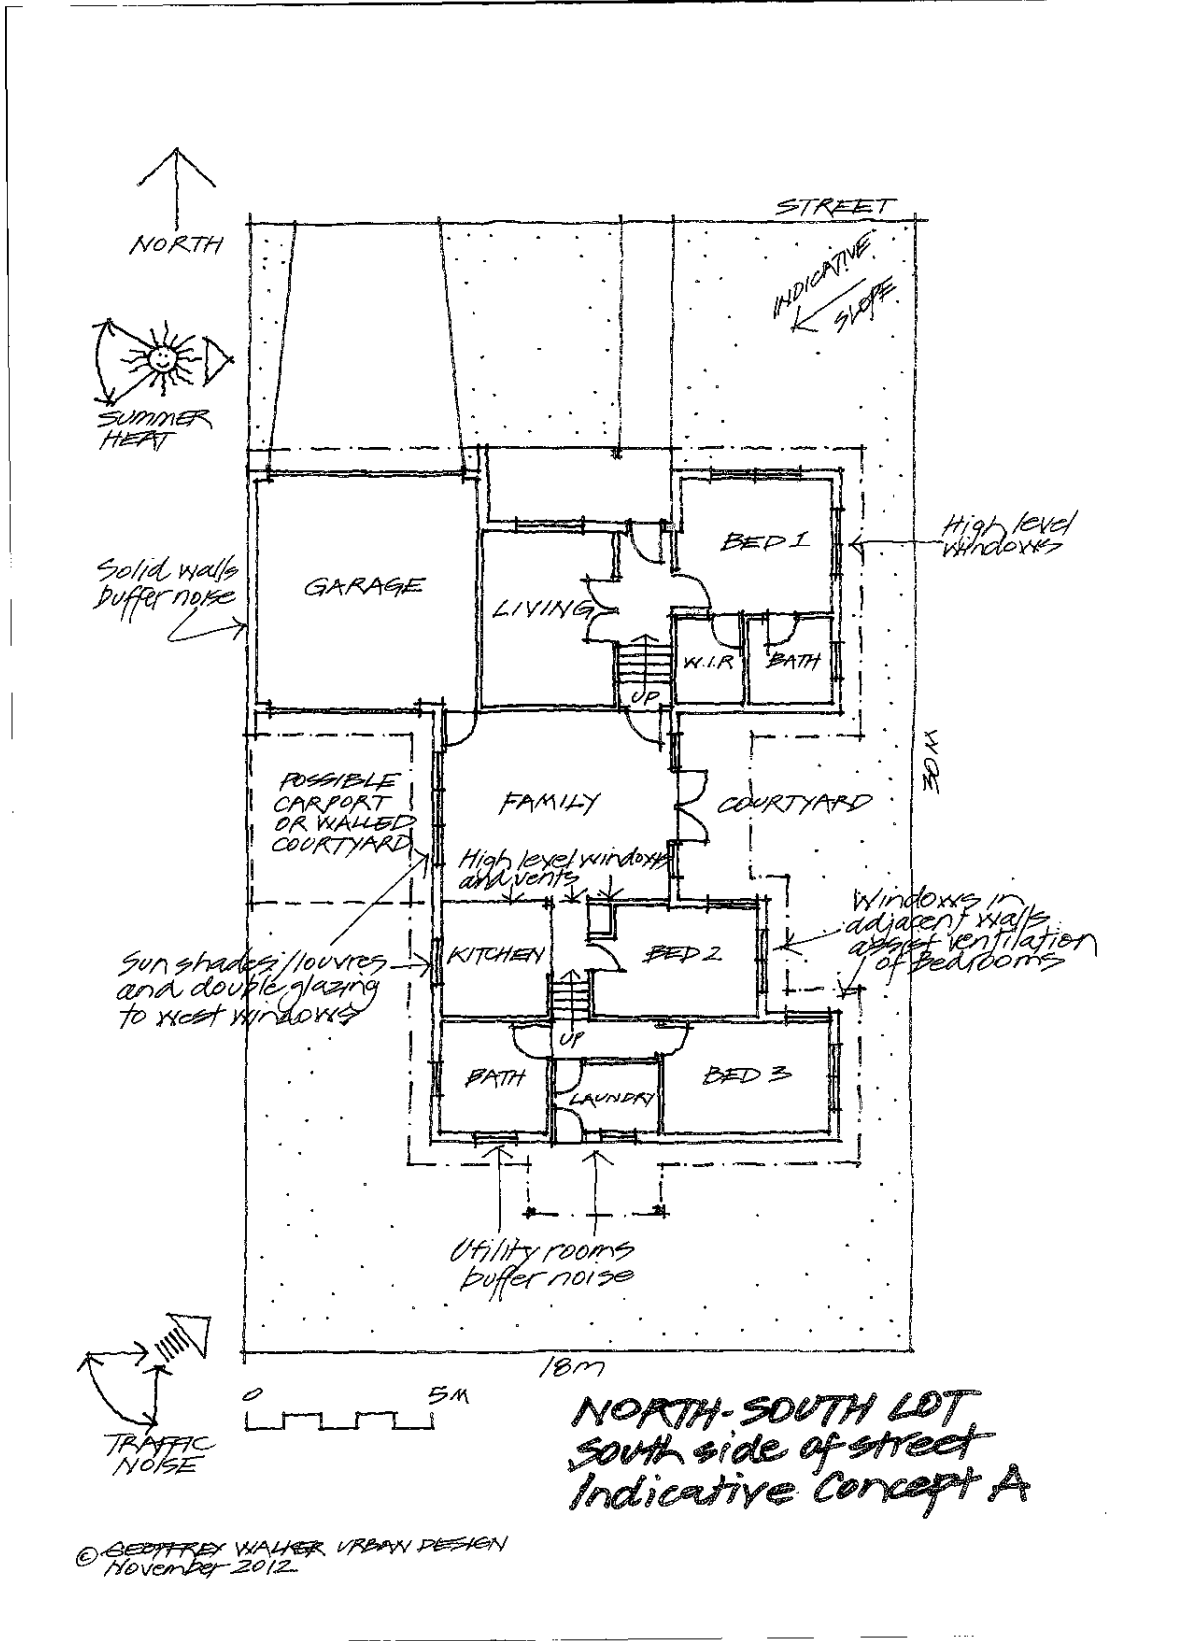 STREET
NORTH
INDICATIVE
SLOPE
SUMMER
HEAT
High level
windows
BED 1
Solid walls
buffer noise
GARAGE
LIVING
W.I.R
BATH
UP
30M
POSSIBLE
CARPORT
OR WALLED
COURTYARD
FAMILY
COURTYARD
High level windows
and vents
Windows in
adjacent walls
assist ventilation
of Bedrooms
KITCHEN
BED 2
Sun shades/louvres
and double glazing
to west windows
UP
BATH
LAUNDRY
BED 3
Utility rooms
buffer noise
18m
0
5M
TRAFFIC
NOISE
NORTH-SOUTH LOT
South side of street
Indicative Concept A
© GEOFFREY WALKER URBAN DESIGN
November 2012